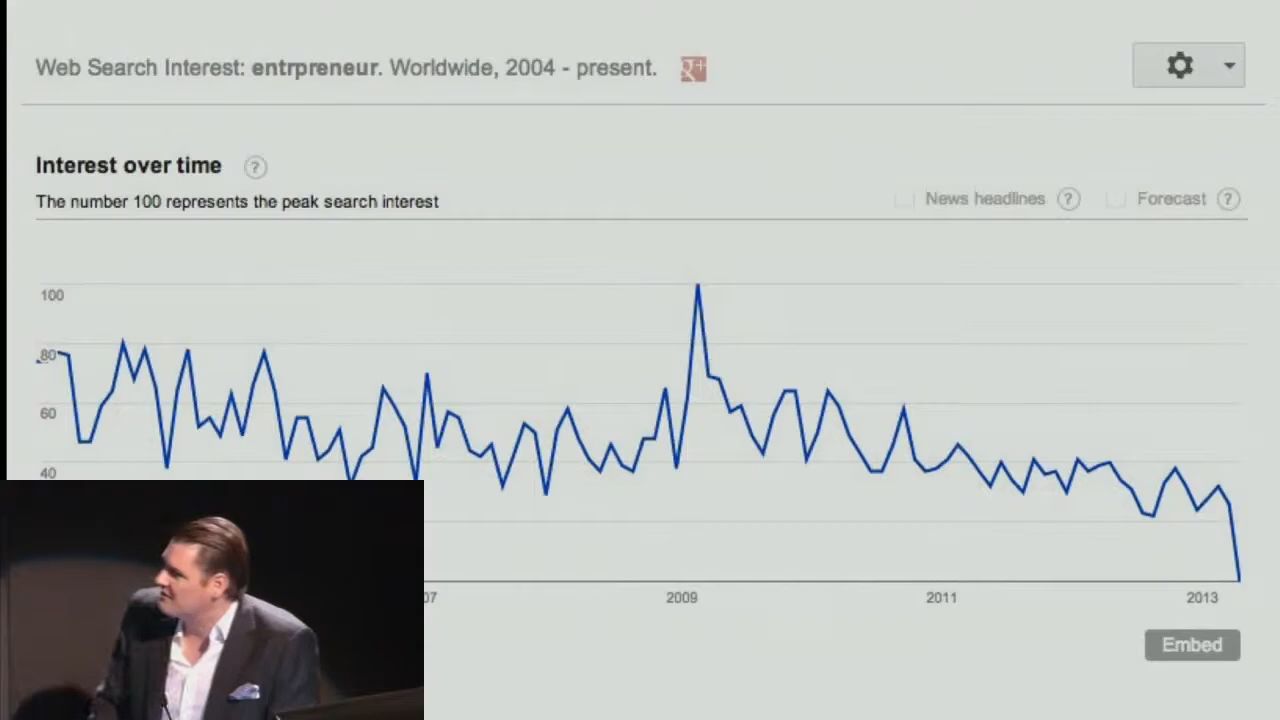 Web Search Interest: entrpreneur. Worldwide, 2004 - present.
Interest over time ?
The number 100 represents the peak search interest
News headlines ? Forecast ?
100
80
60
40
07 2009 2011 2013
Embed